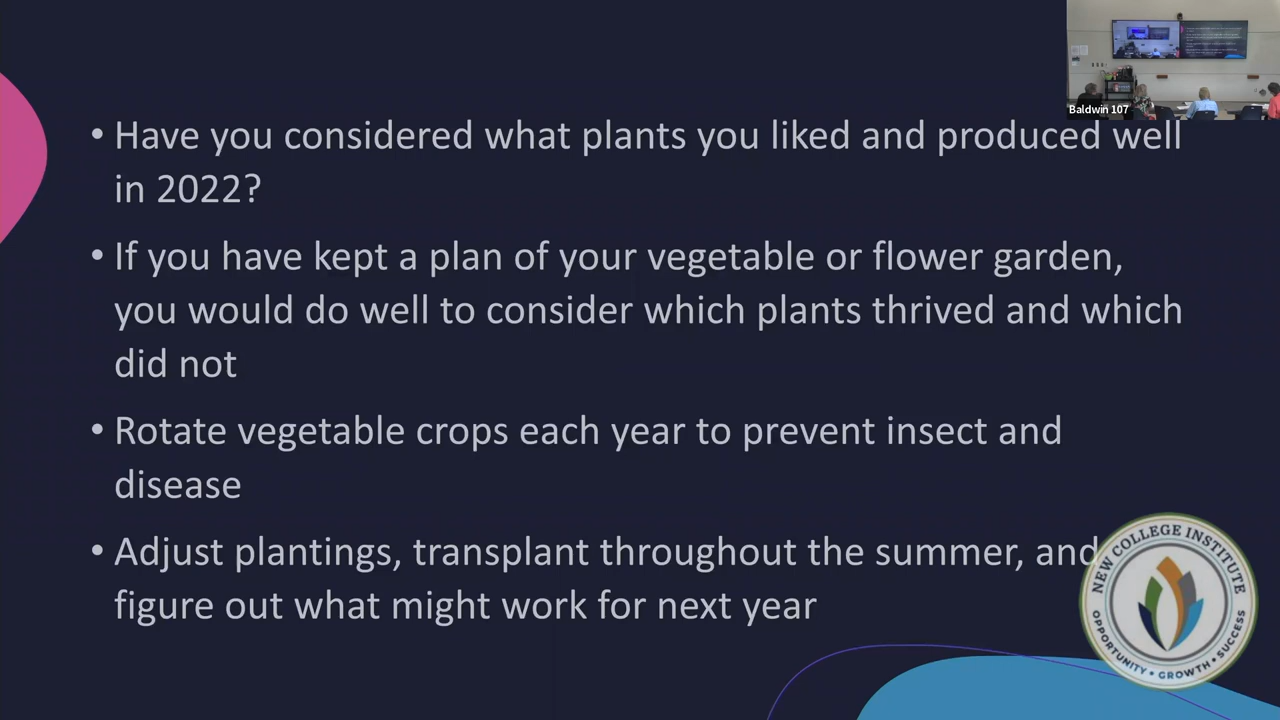 Baldwin 107
• Have you considered what plants you liked and produced well
in 2022?
• If you have kept a plan of your vegetable or flower garden,
you would do well to consider which plants thrived and which
did not
• Rotate vegetable crops each year to prevent insect and
disease
• Adjust plantings, transplant throughout the summer, and
figure out what might work for next year
NEW COLLEGE INSTITUTE
OPPORTUNITY • GROWTH • SUCCESS